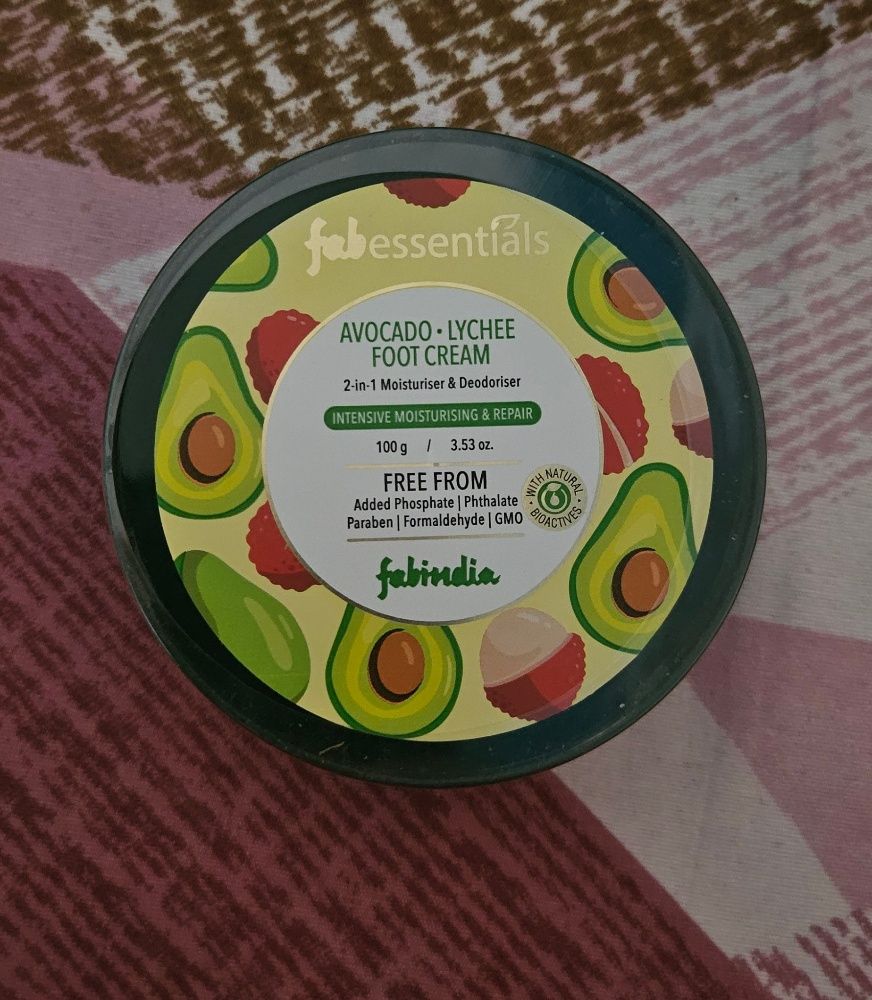 fabessentials
AVOCADO • LYCHEE
FOOT CREAM
2-in-1 Moisturiser & Deodoriser
INTENSIVE MOISTURISING & REPAIR
100 g / 3.53 oz.
FREE FROM
Added Phosphate | Phthalate
Paraben | Formaldehyde | GMO
• WITH NATURAL •
BIOACTIVES
fabindia